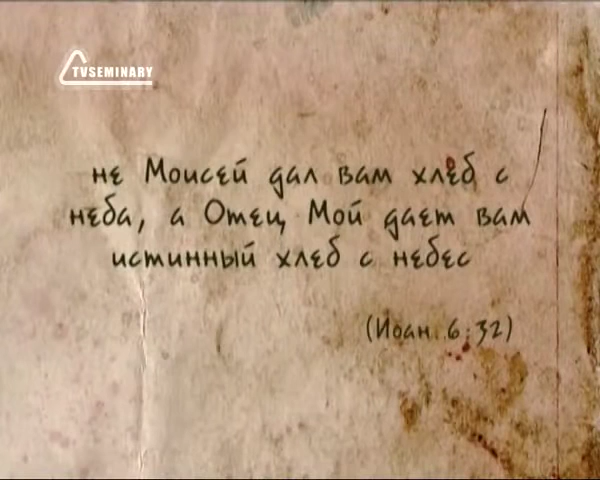 TVSEMINARY
не Моисей дал вам хлеб с
неба, а Отец Мой дает вам
истинный хлеб с небес
(Иоан. 6:32)